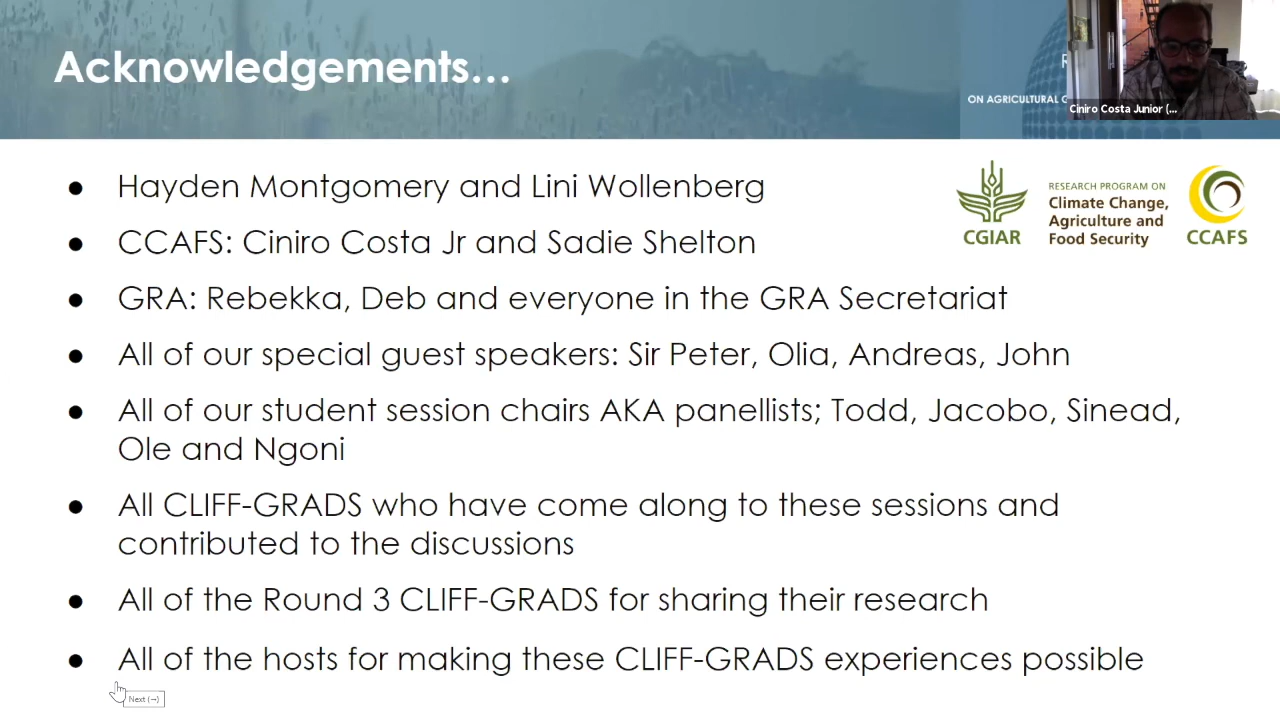 Acknowledgements...
ON AGRICULTURAL
Ciniro Costa Junior (...
● Hayden Montgomery and Lini Wollenberg
● CCAFS: Ciniro Costa Jr and Sadie Shelton
● GRA: Rebekka, Deb and everyone in the GRA Secretariat
● All of our special guest speakers: Sir Peter, Olia, Andreas, John
● All of our student session chairs AKA panellists; Todd, Jacobo, Sinead,
Ole and Ngoni
● All CLIFF-GRADS who have come along to these sessions and
contributed to the discussions
● All of the Round 3 CLIFF-GRADS for sharing their research
● All of the hosts for making these CLIFF-GRADS experiences possible
CGIAR
RESEARCH PROGRAM ON
Climate Change,
Agriculture and
Food Security
CCAFS
Next (→)